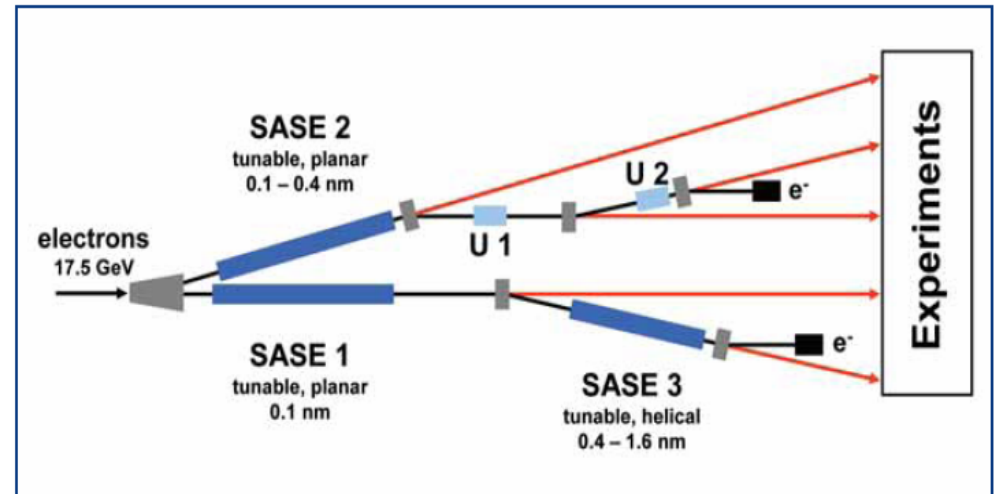 SASE 2
tunable, planar
0.1 – 0.4 nm
electrons
17.5 GeV
U 1
U 2
e-
SASE 1
tunable, planar
0.1 nm
SASE 3
tunable, helical
0.4 – 1.6 nm
e-
Experiments